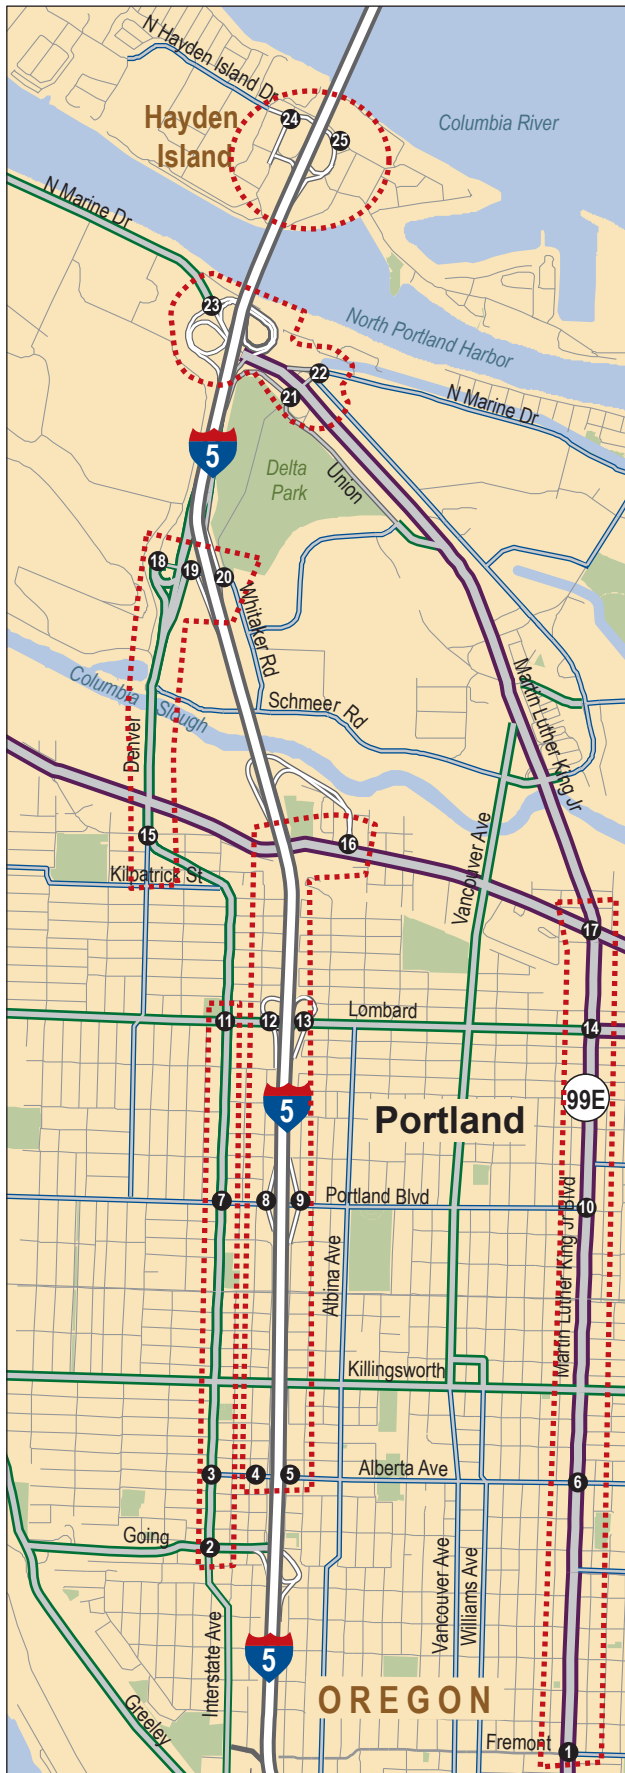 N Hayden Island Dr
Hayden
Island
24
25
Columbia River
N Marine Dr
23
North Portland Harbor
22
21
N Marine Dr
5
Delta
Park
Union
18
19
20
Whitaker Rd
Columbia Slough
Schmeer Rd
Denver
Martin Luther King Jr
15
16
Vancouver Ave
Kilpatrick St
17
11
12
13
Lombard
14
5
Portland
99E
7
8
9
Portland Blvd
10
Albina Ave
Martin Luther King Jr Blvd
Killingsworth
3
4
5
Alberta Ave
6
Going
2
Vancouver Ave
Williams Ave
Interstate Ave
5
Greeley
OREGON
Fremont
1